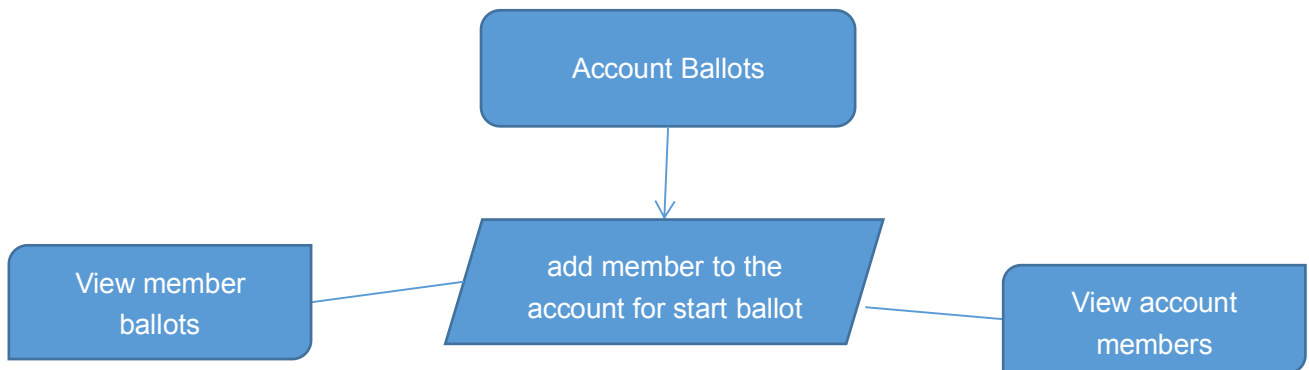 Account Ballots
add member to the
account for start ballot
View member
ballots
View account
members